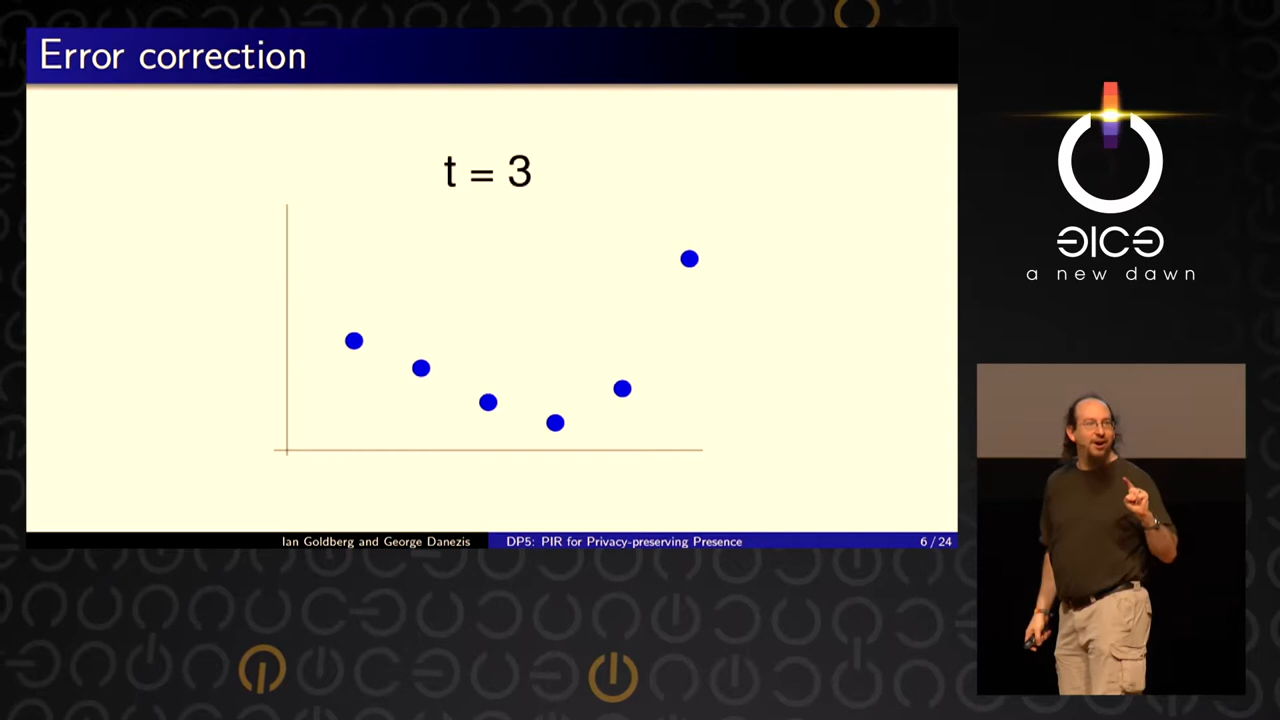 Error correction
t = 3
Ian Goldberg and George Danezis
DP5: PIR for Privacy-preserving Presence
6 / 24
a new dawn